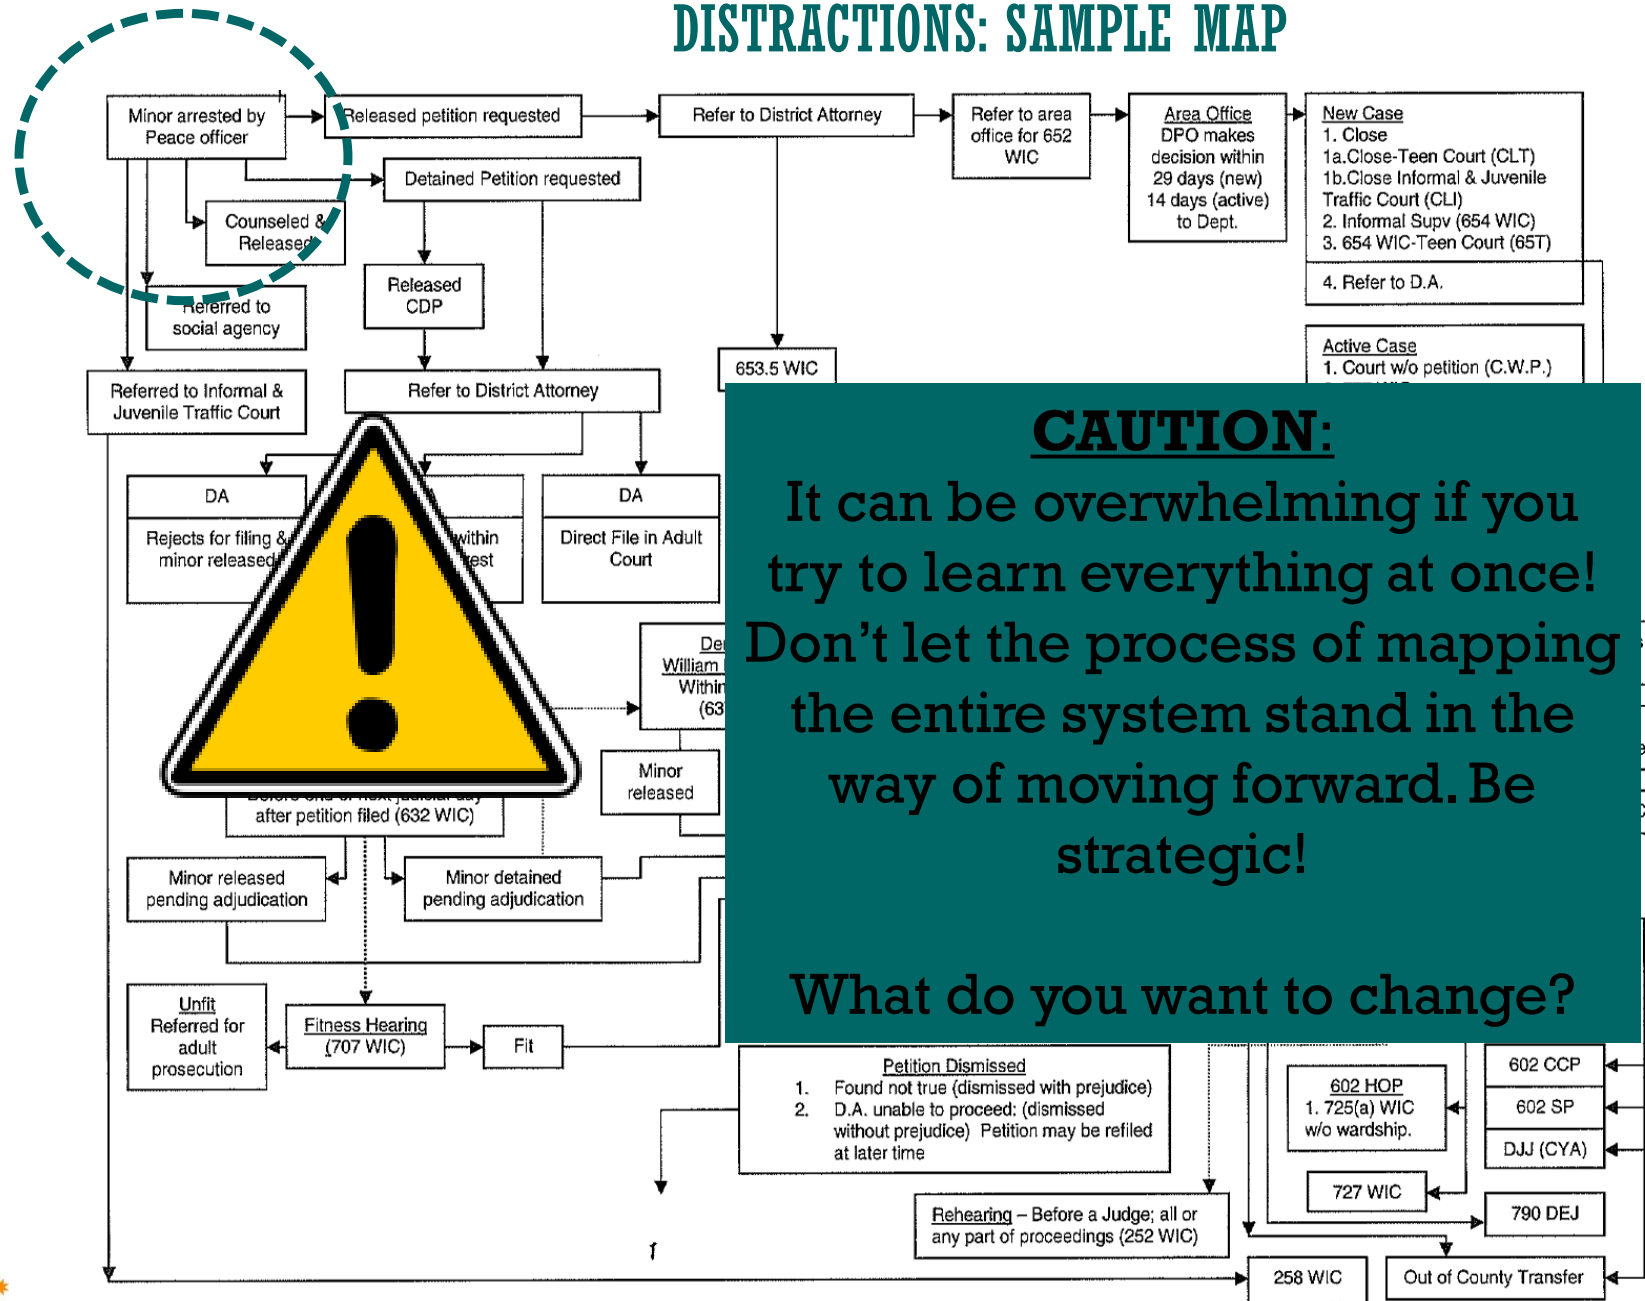 DISTRACTIONS: SAMPLE MAP
Minor arrested by
Peace officer
Released petition requested
Refer to District Attorney
Refer to area
office for 652
WIC
Area Office
DPO makes
decision within
29 days (new)
14 days (active)
to Dept.
New Case
1. Close
1a.Close-Teen Court (CLT)
1b.Close Informal & Juvenile
Traffic Court (CLI)
2. Informal Supv (654 WIC)
3. 654 WIC-Teen Court (65T)
4. Refer to D.A.
Detained Petition requested
Counseled &
Released
Released
CDP
Referred to
social agency
653.5 WIC
Active Case
1. Court w/o petition (C.W.P.)
Referred to Informal &
Juvenile Traffic Court
Refer to District Attorney
DA
Rejects for filing &
minor released
within
DA
Direct File in Adult
Court
CAUTION:
It can be overwhelming if you
try to learn everything at once!
Don't let the process of mapping
the entire system stand in the
way of moving forward. Be
strategic!
What do you want to change?
William
Within
(63
Minor
released
Before end of next judicial day
after petition filed (632 WIC)
Minor released
pending adjudication
Minor detained
pending adjudication
Unfit
Referred for
adult
prosecution
Fitness Hearing
(707 WIC)
Fit
Petition Dismissed
1. Found not true (dismissed with prejudice)
2. D.A. unable to proceed: (dismissed
without prejudice) Petition may be refiled
at later time
602 HOP
1. 725(a) WIC
w/o wardship.
602 CCP
602 SP
DJJ (CYA)
727 WIC
790 DEJ
Rehearing – Before a Judge; all or
any part of proceedings (252 WIC)
258 WIC
Out of County Transfer